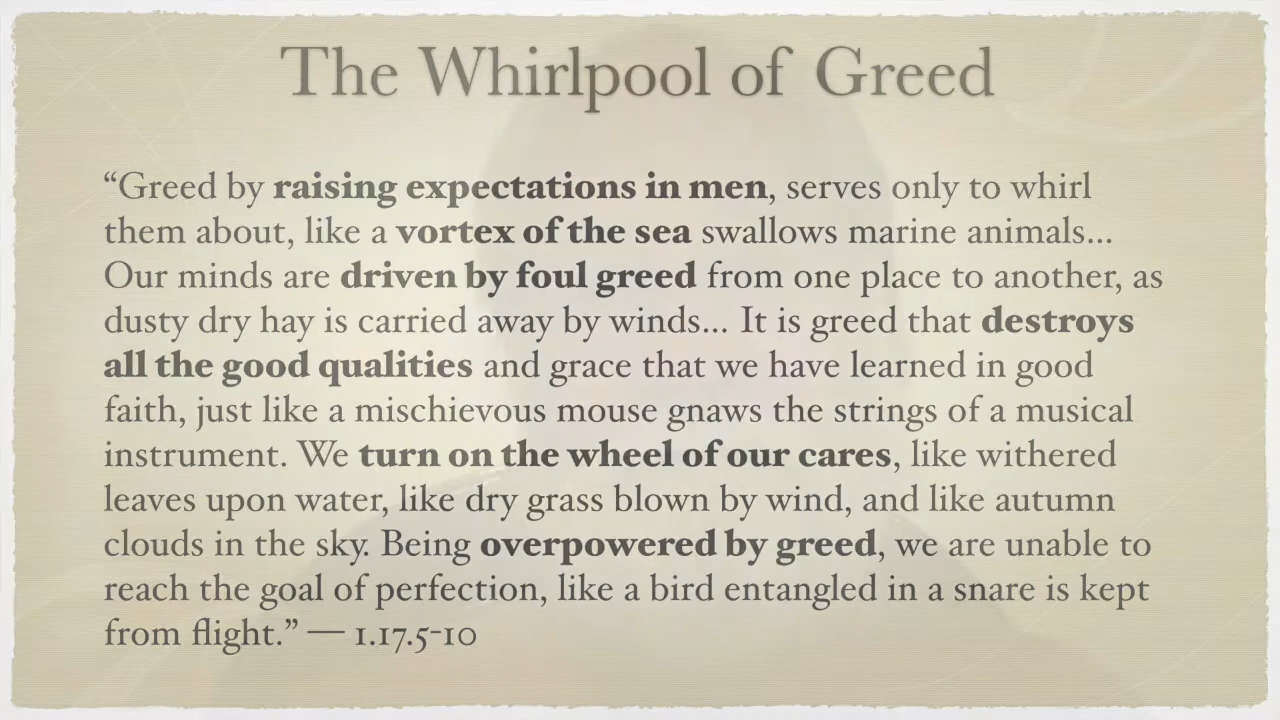 The Whirlpool of Greed
“Greed by raising expectations in men, serves only to whirl
them about, like a vortex of the sea swallows marine animals...
Our minds are driven by foul greed from one place to another, as
dusty dry hay is carried away by winds... It is greed that destroys
all the good qualities and grace that we have learned in good
faith, just like a mischievous mouse gnaws the strings of a musical
instrument. We turn on the wheel of our cares, like withered
leaves upon water, like dry grass blown by wind, and like autumn
clouds in the sky. Being overpowered by greed, we are unable to
reach the goal of perfection, like a bird entangled in a snare is kept
from flight.” — 1.17.5-10